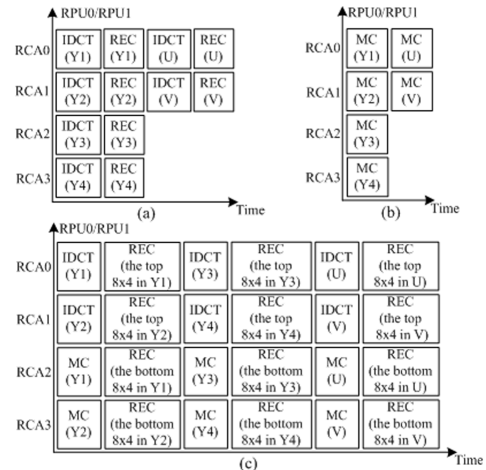 RPU0/RPU1
RCA0
IDCT (Y1)
REC (Y1)
IDCT (U)
REC (U)
RCA1
IDCT (Y2)
REC (Y2)
IDCT (V)
REC (V)
RCA2
IDCT (Y3)
REC (Y3)
RCA3
IDCT (Y4)
REC (Y4)
Time
(a)
RPU0/RPU1
RCA0
MC (Y1)
MC (U)
RCA1
MC (Y2)
MC (V)
RCA2
MC (Y3)
RCA3
MC (Y4)
Time
(b)
RPU0/RPU1
RCA0
IDCT (Y1)
REC (the top 8x4 in Y1)
IDCT (Y3)
REC (the top 8x4 in Y3)
IDCT (U)
REC (the top 8x4 in U)
RCA1
IDCT (Y2)
REC (the top 8x4 in Y2)
IDCT (Y4)
REC (the top 8x4 in Y4)
IDCT (V)
REC (the top 8x4 in V)
RCA2
MC (Y1)
REC (the bottom 8x4 in Y1)
MC (Y3)
REC (the bottom 8x4 in Y3)
MC (U)
REC (the bottom 8x4 in U)
RCA3
MC (Y2)
REC (the bottom 8x4 in Y2)
MC (Y4)
REC (the bottom 8x4 in Y4)
MC (V)
REC (the bottom 8x4 in V)
Time
(c)